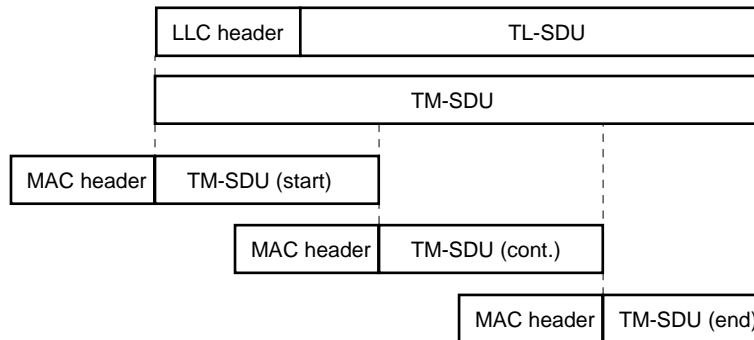 LLC header TL-SDU
TM-SDU
MAC header TM-SDU (start)
MAC header TM-SDU (cont.)
MAC header TM-SDU (end)